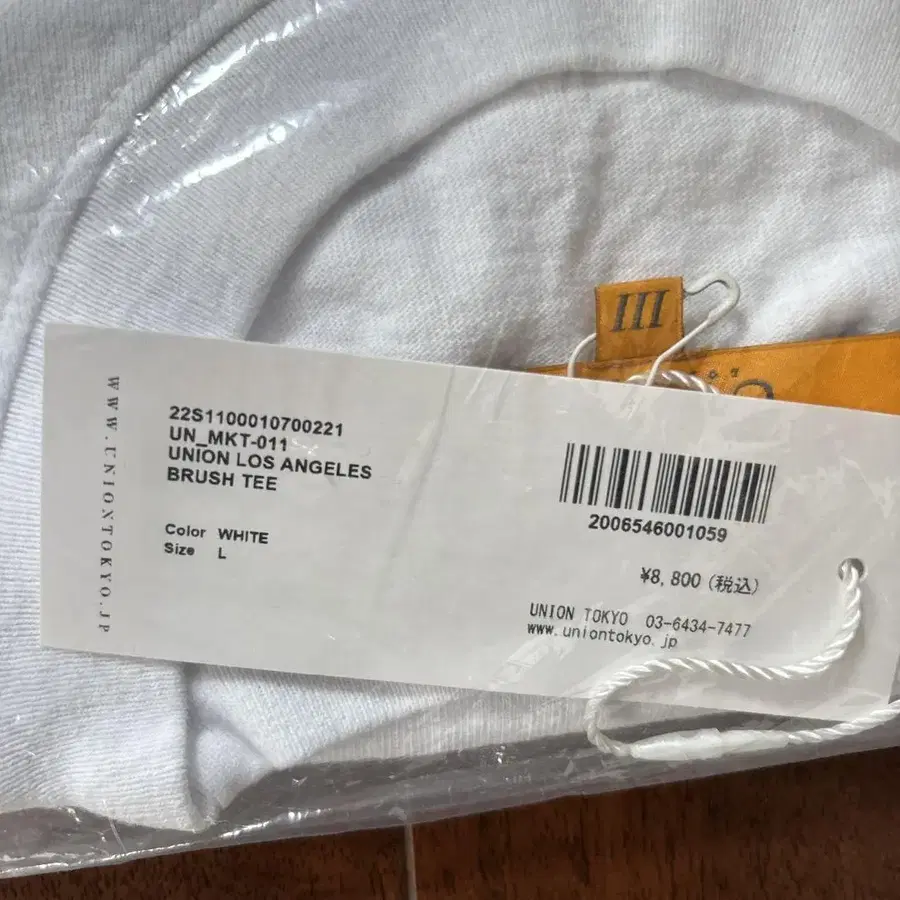 III
WWW.UNIONTOKYO.JP
22S1100010700221
UN_MKT-011
UNION LOS ANGELES
BRUSH TEE
Color WHITE
Size L
2006546001059
¥8,800 (税込)
UNION TOKYO 03-6434-7477
www.uniontokyo.jp